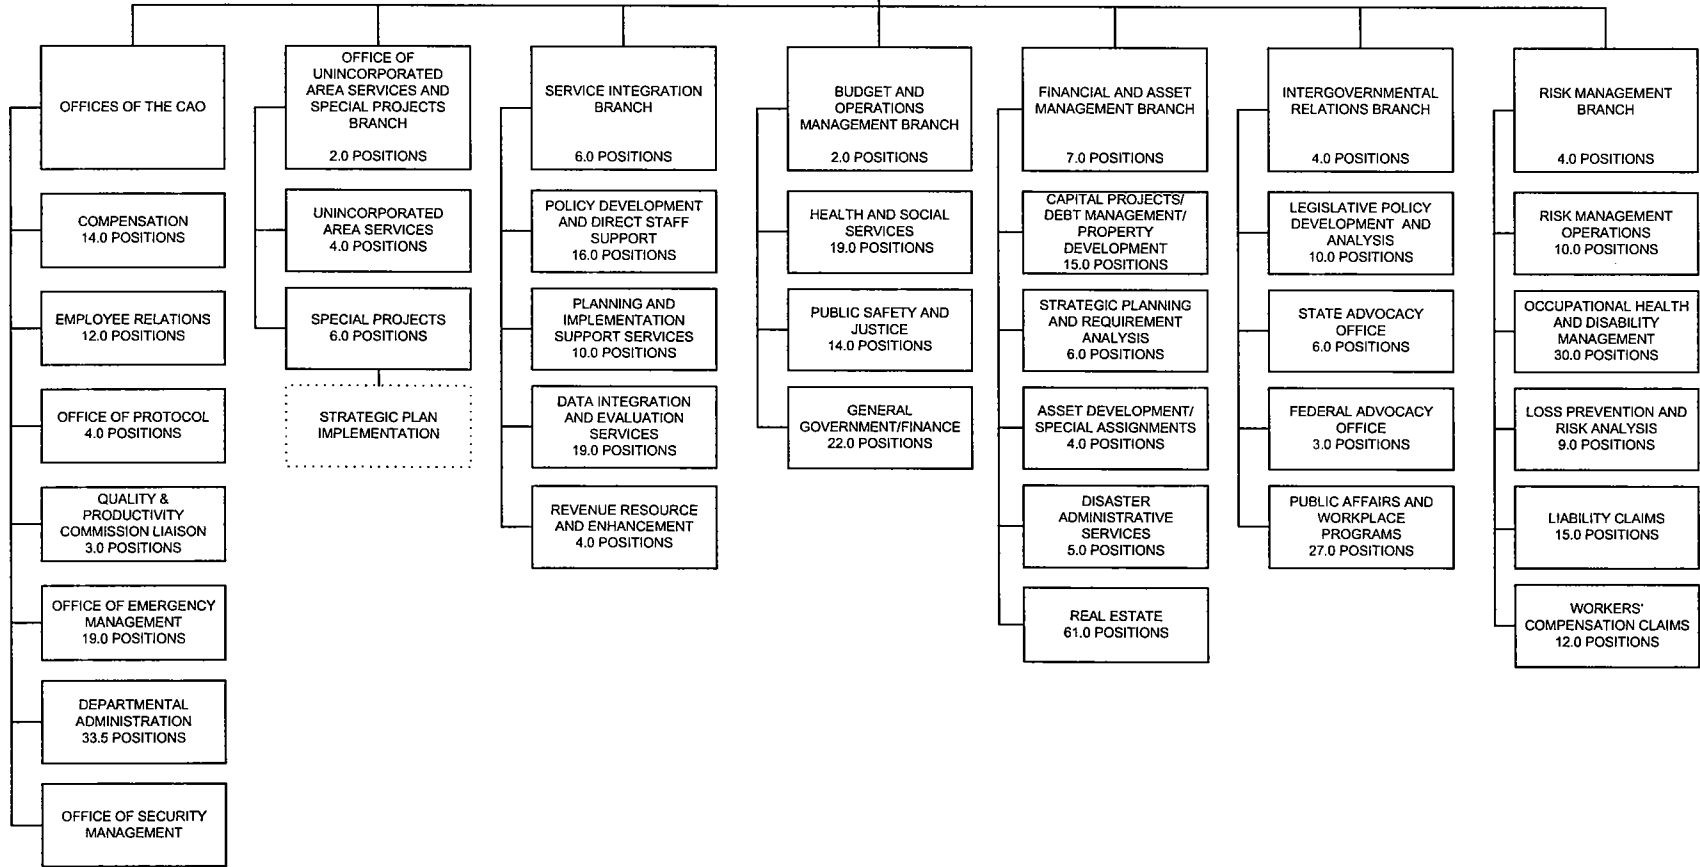 OFFICES OF THE CAO
COMPENSATION
14.0 POSITIONS
EMPLOYEE RELATIONS
12.0 POSITIONS
OFFICE OF PROTOCOL
4.0 POSITIONS
QUALITY &
PRODUCTIVITY
COMMISSION LIAISON
3.0 POSITIONS
OFFICE OF EMERGENCY
MANAGEMENT
19.0 POSITIONS
DEPARTMENTAL
ADMINISTRATION
33.5 POSITIONS
OFFICE OF SECURITY
MANAGEMENT
OFFICE OF
UNINCORPORATED
AREA SERVICES AND
SPECIAL PROJECTS
BRANCH
2.0 POSITIONS
UNINCORPORATED
AREA SERVICES
4.0 POSITIONS
SPECIAL PROJECTS
6.0 POSITIONS
STRATEGIC PLAN
IMPLEMENTATION
SERVICE INTEGRATION
BRANCH
6.0 POSITIONS
POLICY DEVELOPMENT
AND DIRECT STAFF
SUPPORT
16.0 POSITIONS
PLANNING AND
IMPLEMENTATION
SUPPORT SERVICES
10.0 POSITIONS
DATA INTEGRATION
AND EVALUATION
SERVICES
19.0 POSITIONS
REVENUE RESOURCE
AND ENHANCEMENT
4.0 POSITIONS
BUDGET AND
OPERATIONS
MANAGEMENT BRANCH
2.0 POSITIONS
HEALTH AND SOCIAL
SERVICES
19.0 POSITIONS
PUBLIC SAFETY AND
JUSTICE
14.0 POSITIONS
GENERAL
GOVERNMENT/FINANCE
22.0 POSITIONS
FINANCIAL AND ASSET
MANAGEMENT BRANCH
7.0 POSITIONS
CAPITAL PROJECTS/
DEBT MANAGEMENT/
PROPERTY
DEVELOPMENT
15.0 POSITIONS
STRATEGIC PLANNING
AND REQUIREMENT
ANALYSIS
6.0 POSITIONS
ASSET DEVELOPMENT/
SPECIAL ASSIGNMENTS
4.0 POSITIONS
DISASTER
ADMINISTRATIVE
SERVICES
5.0 POSITIONS
REAL ESTATE
61.0 POSITIONS
INTERGOVERNMENTAL
RELATIONS BRANCH
4.0 POSITIONS
LEGISLATIVE POLICY
DEVELOPMENT AND
ANALYSIS
10.0 POSITIONS
STATE ADVOCACY
OFFICE
6.0 POSITIONS
FEDERAL ADVOCACY
OFFICE
3.0 POSITIONS
PUBLIC AFFAIRS AND
WORKPLACE
PROGRAMS
27.0 POSITIONS
RISK MANAGEMENT
BRANCH
4.0 POSITIONS
RISK MANAGEMENT
OPERATIONS
10.0 POSITIONS
OCCUPATIONAL HEALTH
AND DISABILITY
MANAGEMENT
30.0 POSITIONS
LOSS PREVENTION AND
RISK ANALYSIS
9.0 POSITIONS
LIABILITY CLAIMS
15.0 POSITIONS
WORKERS'
COMPENSATION CLAIMS
12.0 POSITIONS